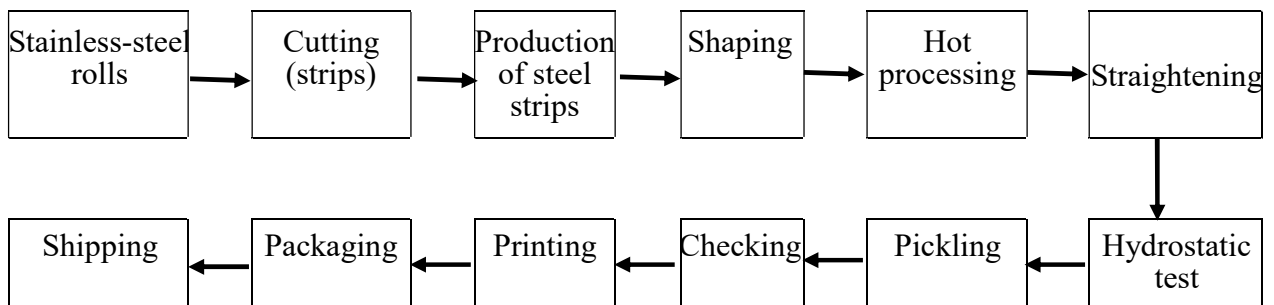 Stainless-steel
rolls
Cutting
(strips)
Production
of steel
strips
Shaping
Hot
processing
Straightening
Shipping
Packaging
Printing
Checking
Pickling
Hydrostatic
test